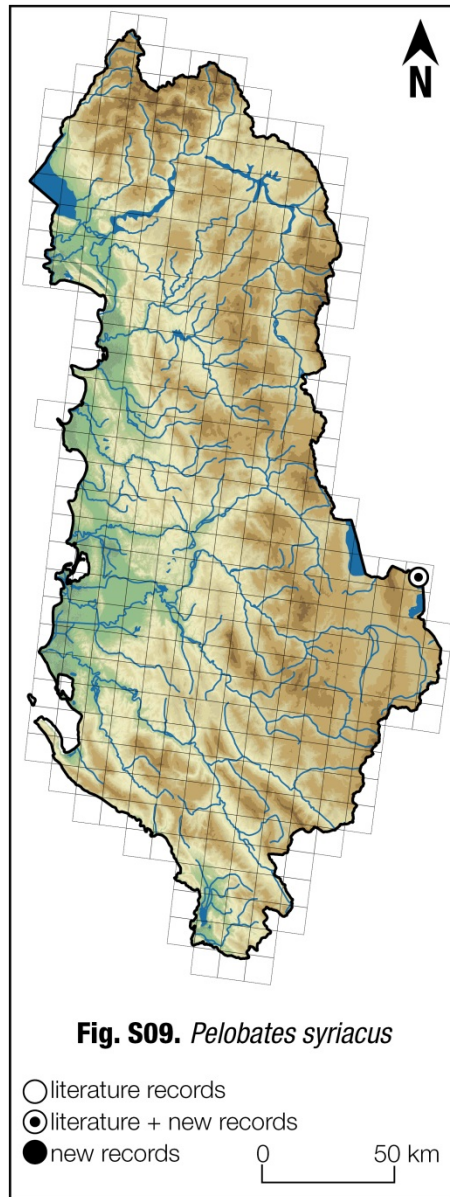 N
Fig. S09. Pelobates syriacus
literature records
literature + new records
new records
0 50 km